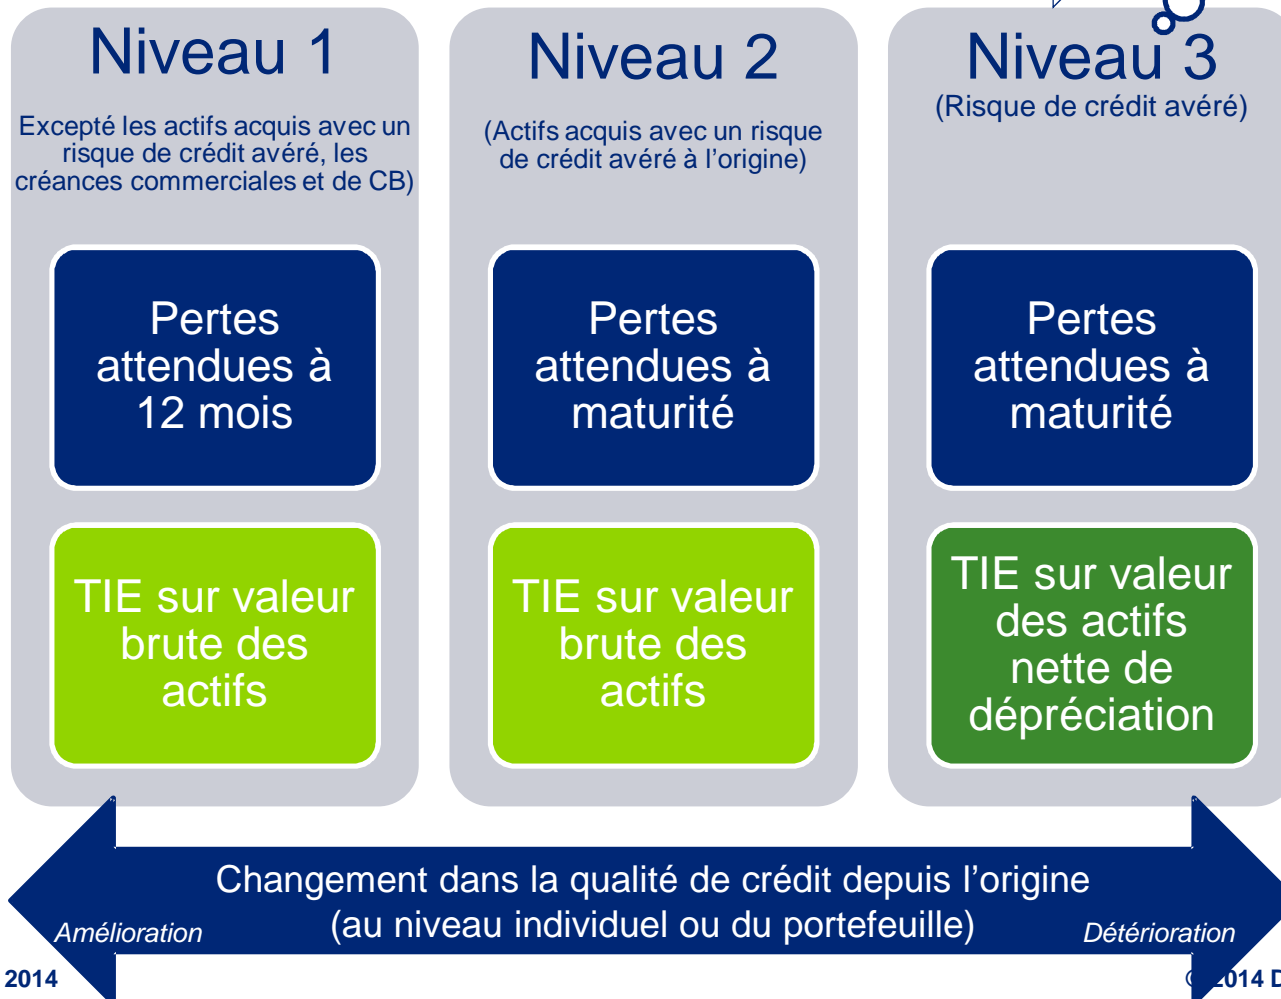 Niveau 1
Excepté les actifs acquis avec un
risque de crédit avéré, les
créances commerciales et de CB)
Pertes
attendues à
12 mois
TIE sur valeur
brute des
actifs
Niveau 2
(Actifs acquis avec un risque
de crédit avéré à l’origine)
Pertes
attendues à
maturité
TIE sur valeur
brute des
actifs
Niveau 3
(Risque de crédit avéré)
Pertes
attendues à
maturité
TIE sur valeur
des actifs
nette de
dépréciation
Changement dans la qualité de crédit depuis l’origine
(au niveau individuel ou du portefeuille)
Amélioration
Détérioration
2014
© 2014 D